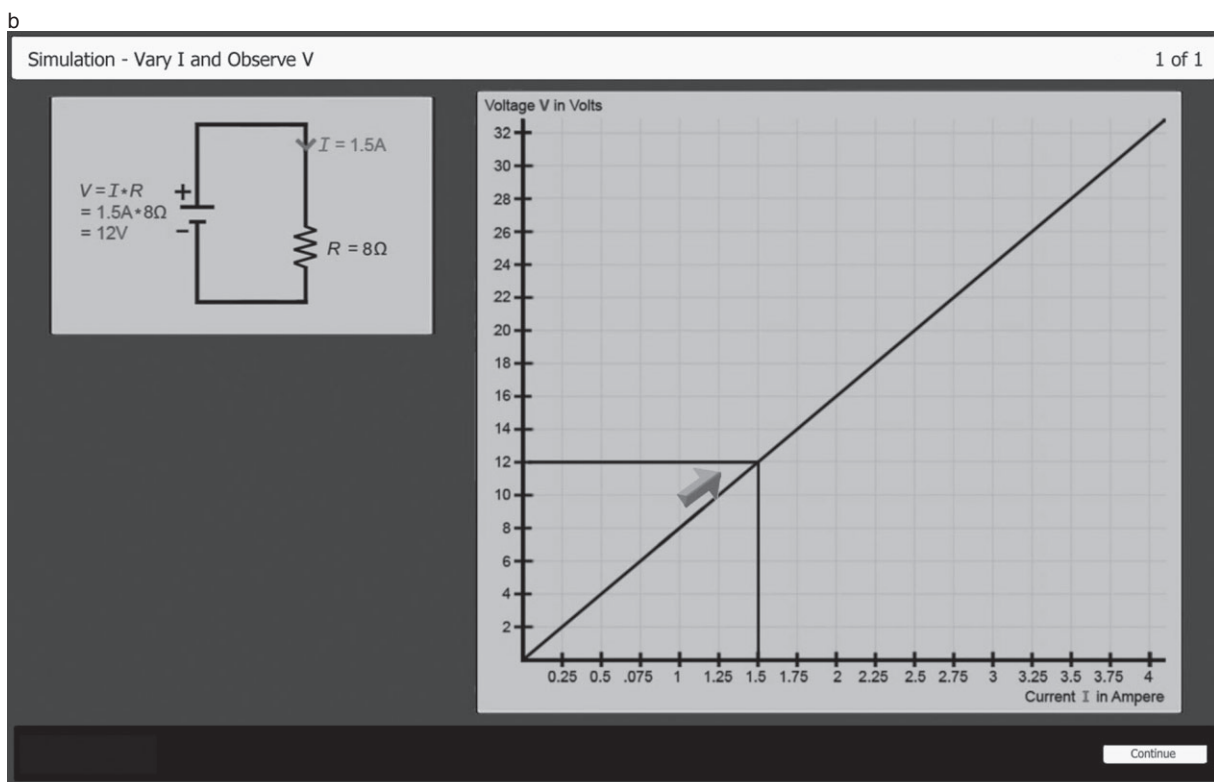 b
Simulation - Vary I and Observe V
1 of 1
I = 1.5A
V = I*R
= 1.5A*8Ω
= 12V
+
-
R = 8Ω
Voltage V in Volts
32
30
28
26
24
22
20
18
16
14
12
10
8
6
4
2
0.25 0.5 .075 1 1.25 1.5 1.75 2 2.25 2.5 2.75 3 3.25 3.5 3.75 4
Current I in Ampere
Continue